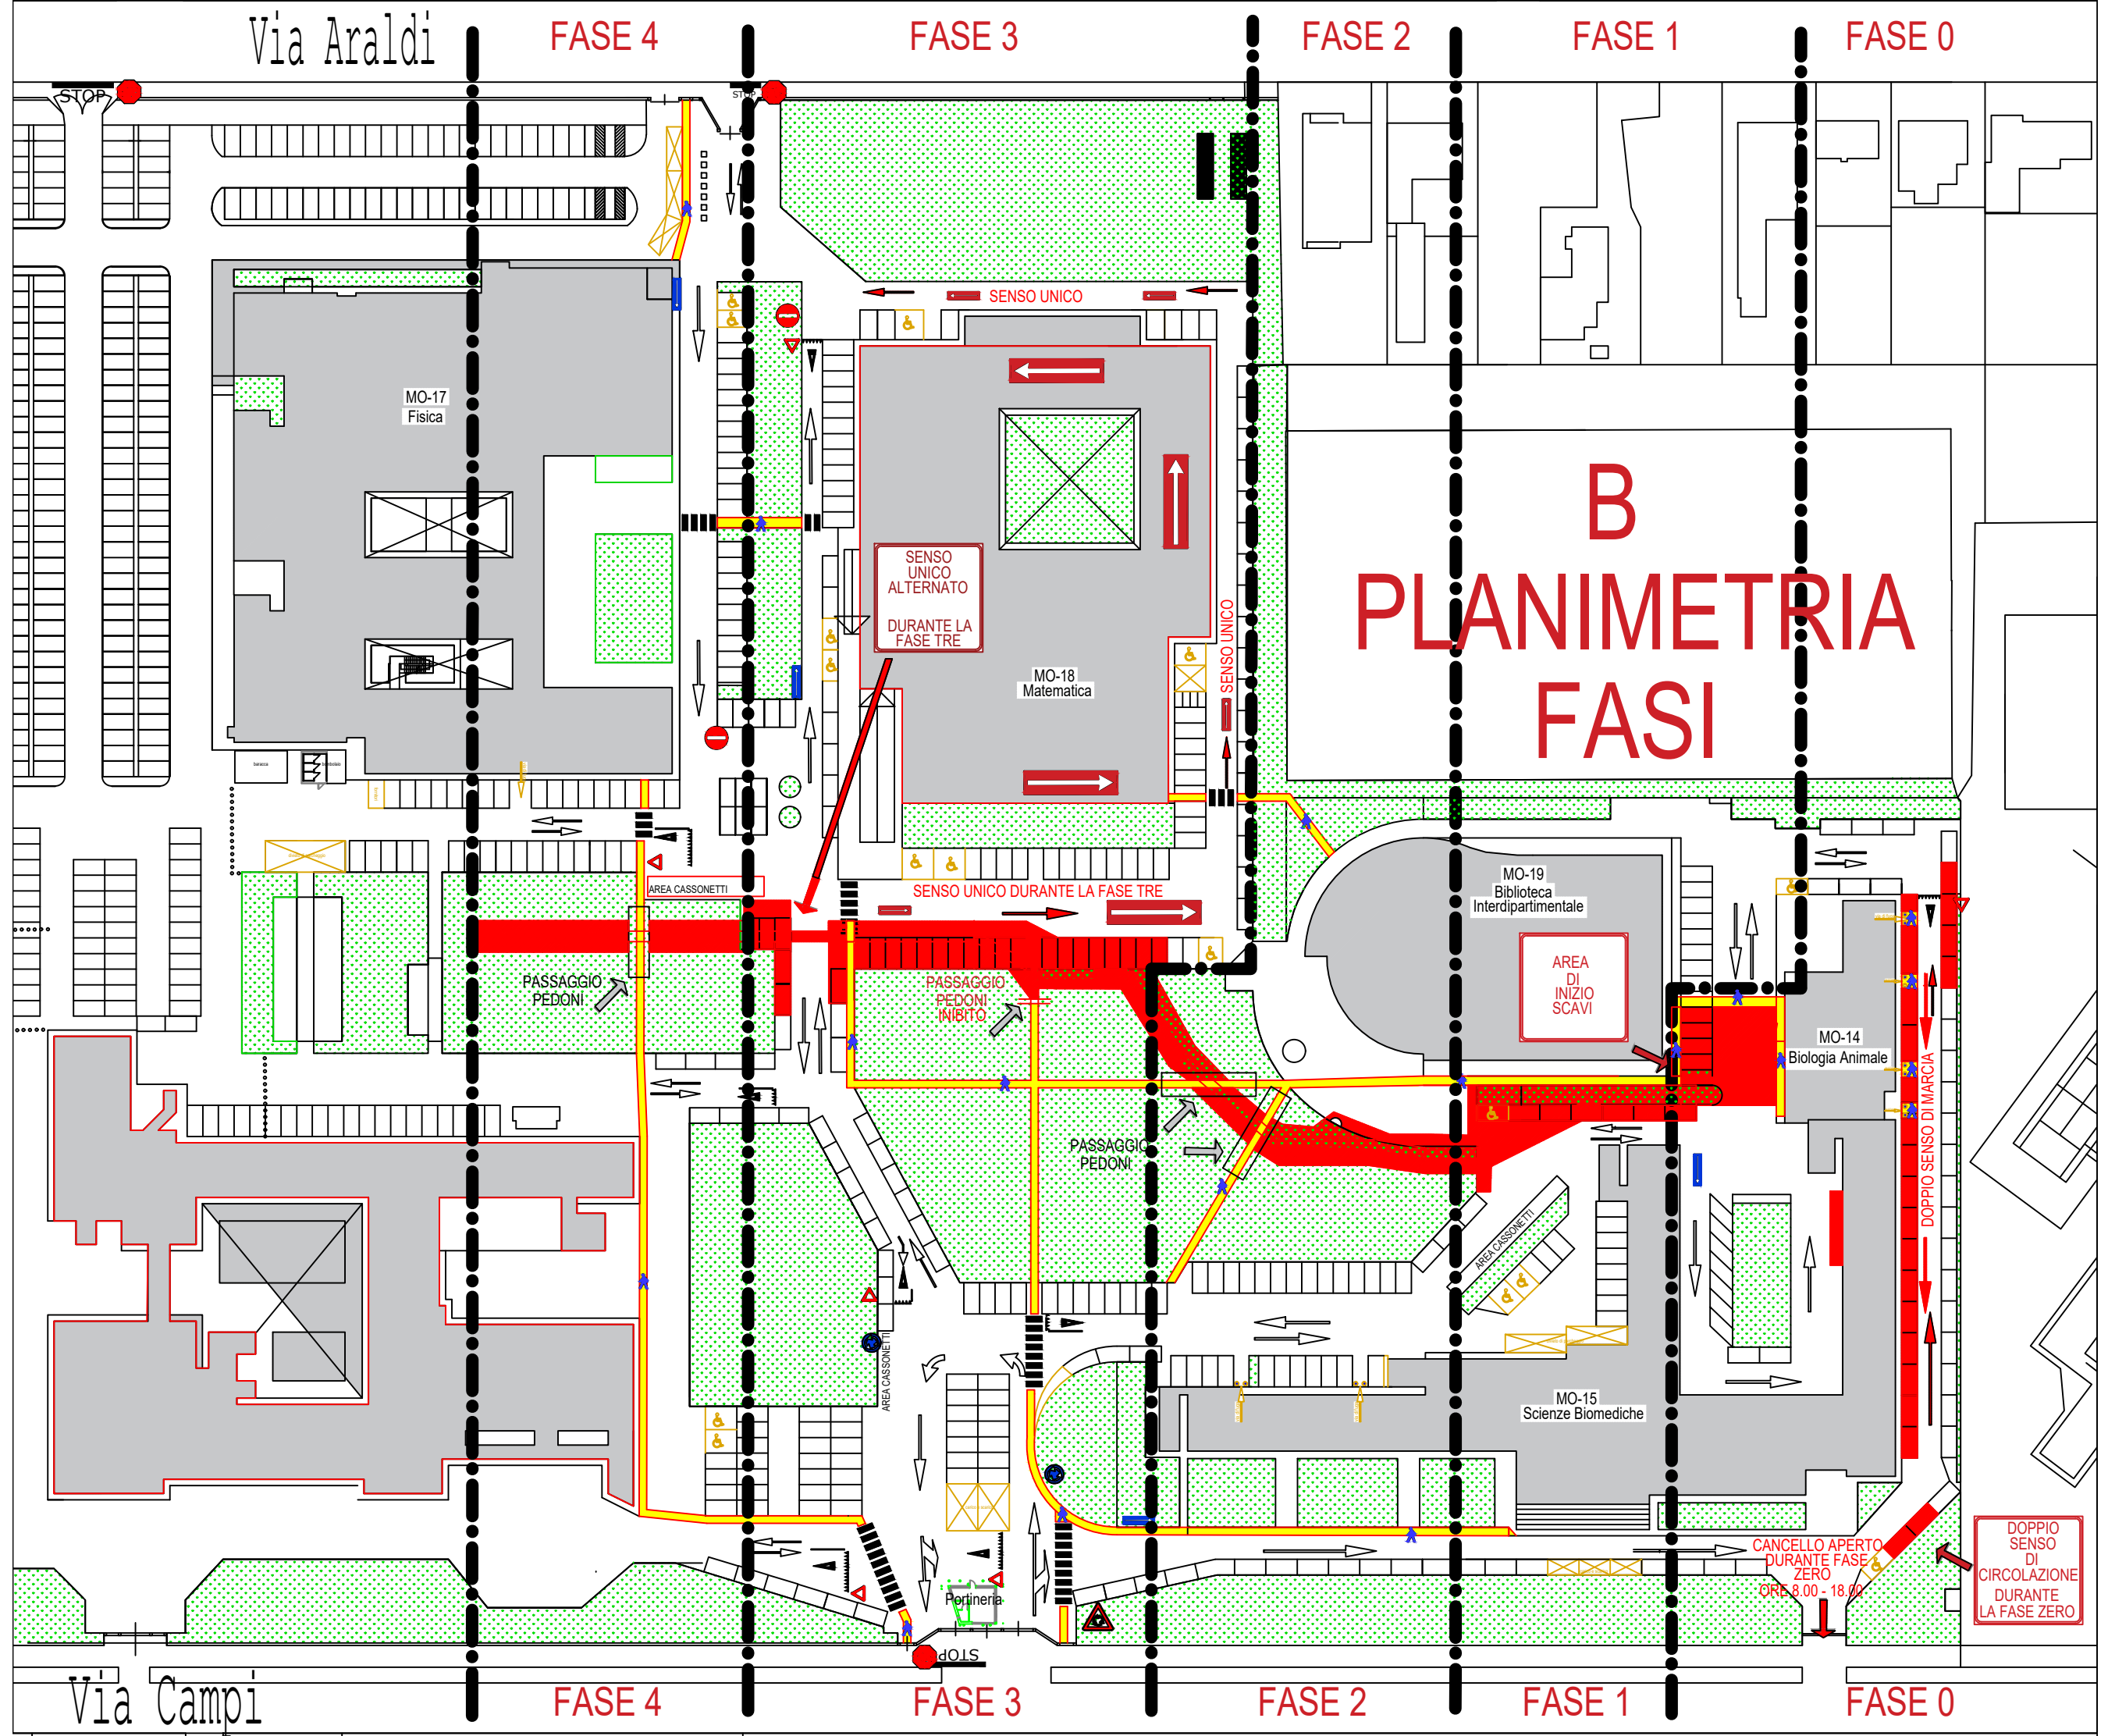 Via Araldi
FASE 4
FASE 3
FASE 2
FASE 1
FASE 0
STOP
STOP
SENSO UNICO
MO-17
Fisica
B
PLANIMETRIA
FASI
SENSO
UNICO
ALTERNATO
DURANTE LA
FASE TRE
SENSO UNICO
MO-18
Matematica
AREA CASSONETTI
SENSO UNICO DURANTE LA FASE TRE
MO-19
Biblioteca
Interdipartimentale
AREA
DI
INIZIO
SCAVI
PASSAGGIO
PEDONI
PASSAGGIO
PEDONI
INIBITO
MO-14
Biologia Animale
DOPPIO SENSO DI MARCIA
PASSAGGIO
PEDONI
AREA CASSONETTI
AREA CASSONETTI
MO-15
Scienze Biomediche
CANCELLO APERTO
DURANTE FASE
ZERO
ORE 8.00 - 18.00
DOPPIO
SENSO
DI
CIRCOLAZIONE
DURANTE
LA FASE ZERO
Portineria
STOP
Via Campi
FASE 4
FASE 3
FASE 2
FASE 1
FASE 0